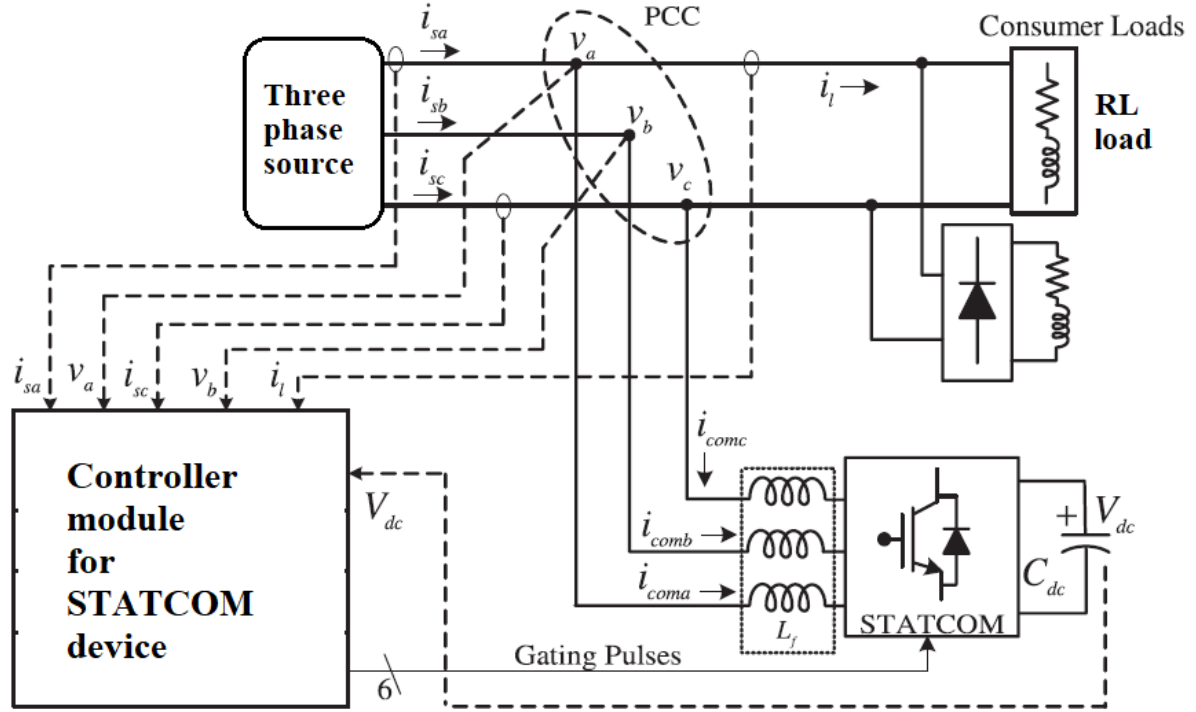 i_sa
PCC
Consumer Loads
v_a
Three
phase
source
i_sb
v_b
i_l
RL
load
i_sc
v_c
i_sa
v_a
i_sc
v_b
i_l
i_comc
Controller
module
for
STATCOM
device
V_dc
i_comb
i_coma
L_f
STATCOM
+
V_dc
C_dc
Gating Pulses
6